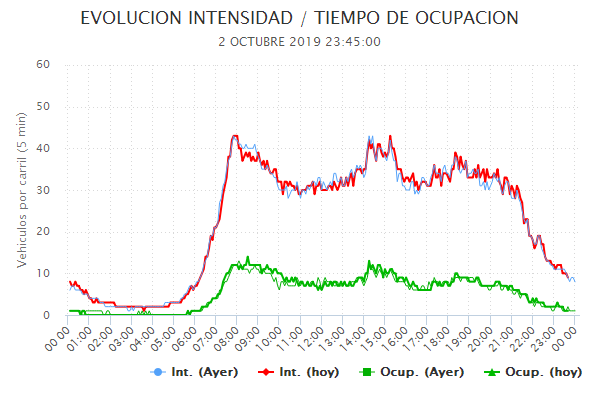 EVOLUCION INTENSIDAD / TIEMPO DE OCUPACION
2 OCTUBRE 2019 23:45:00
Vehiculos por carril (5 min)
60
50
40
30
20
10
0
00:00 01:00 02:00 03:00 04:00 05:00 06:00 07:00 08:00 09:00 10:00 11:00 12:00 13:00 14:00 15:00 16:00 17:00 18:00 19:00 20:00 21:00 22:00 23:00 00:00
Int. (Ayer) Int. (hoy) Ocup. (Ayer) Ocup. (hoy)